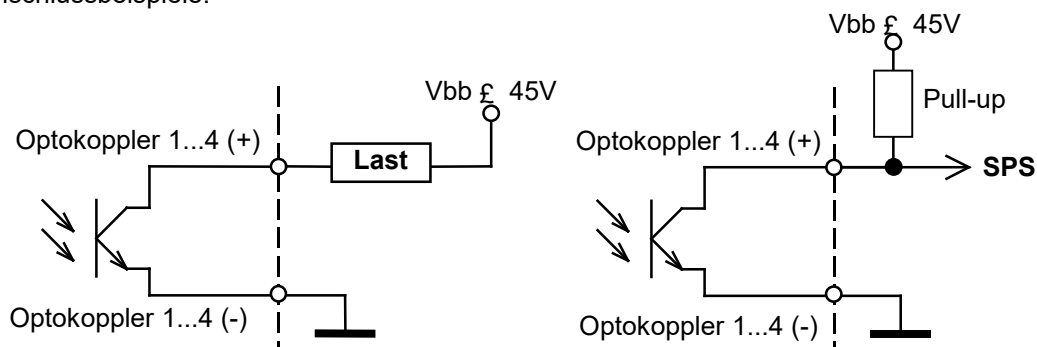 nschlussbeispiele:
Vbb £ 45V
Optokoppler 1...4 (+)
Last
Optokoppler 1...4 (-)
Vbb £ 45V
Pull-up
Optokoppler 1...4 (+)
SPS
Optokoppler 1...4 (-)